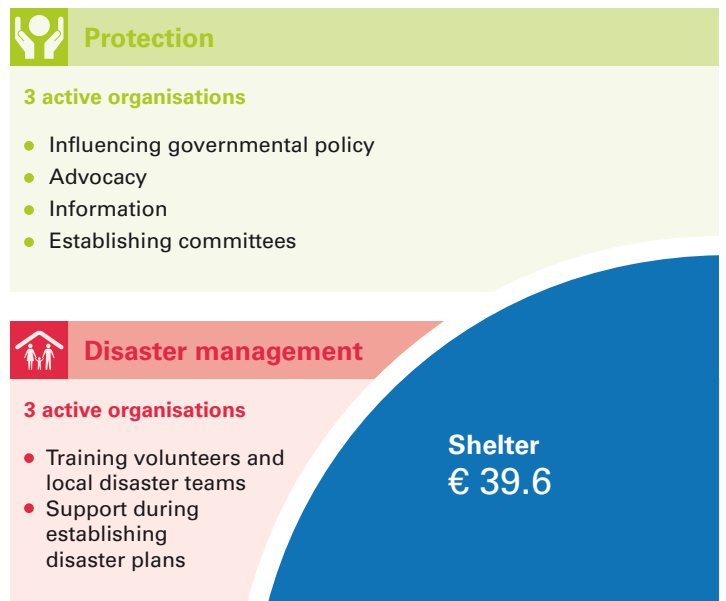 Protection
3 active organisations
Influencing governmental policy
Advocacy
Information
Establishing committees
Disaster management
3 active organisations
Training volunteers and
local disaster teams
Support during
establishing
disaster plans
Shelter
€ 39.6